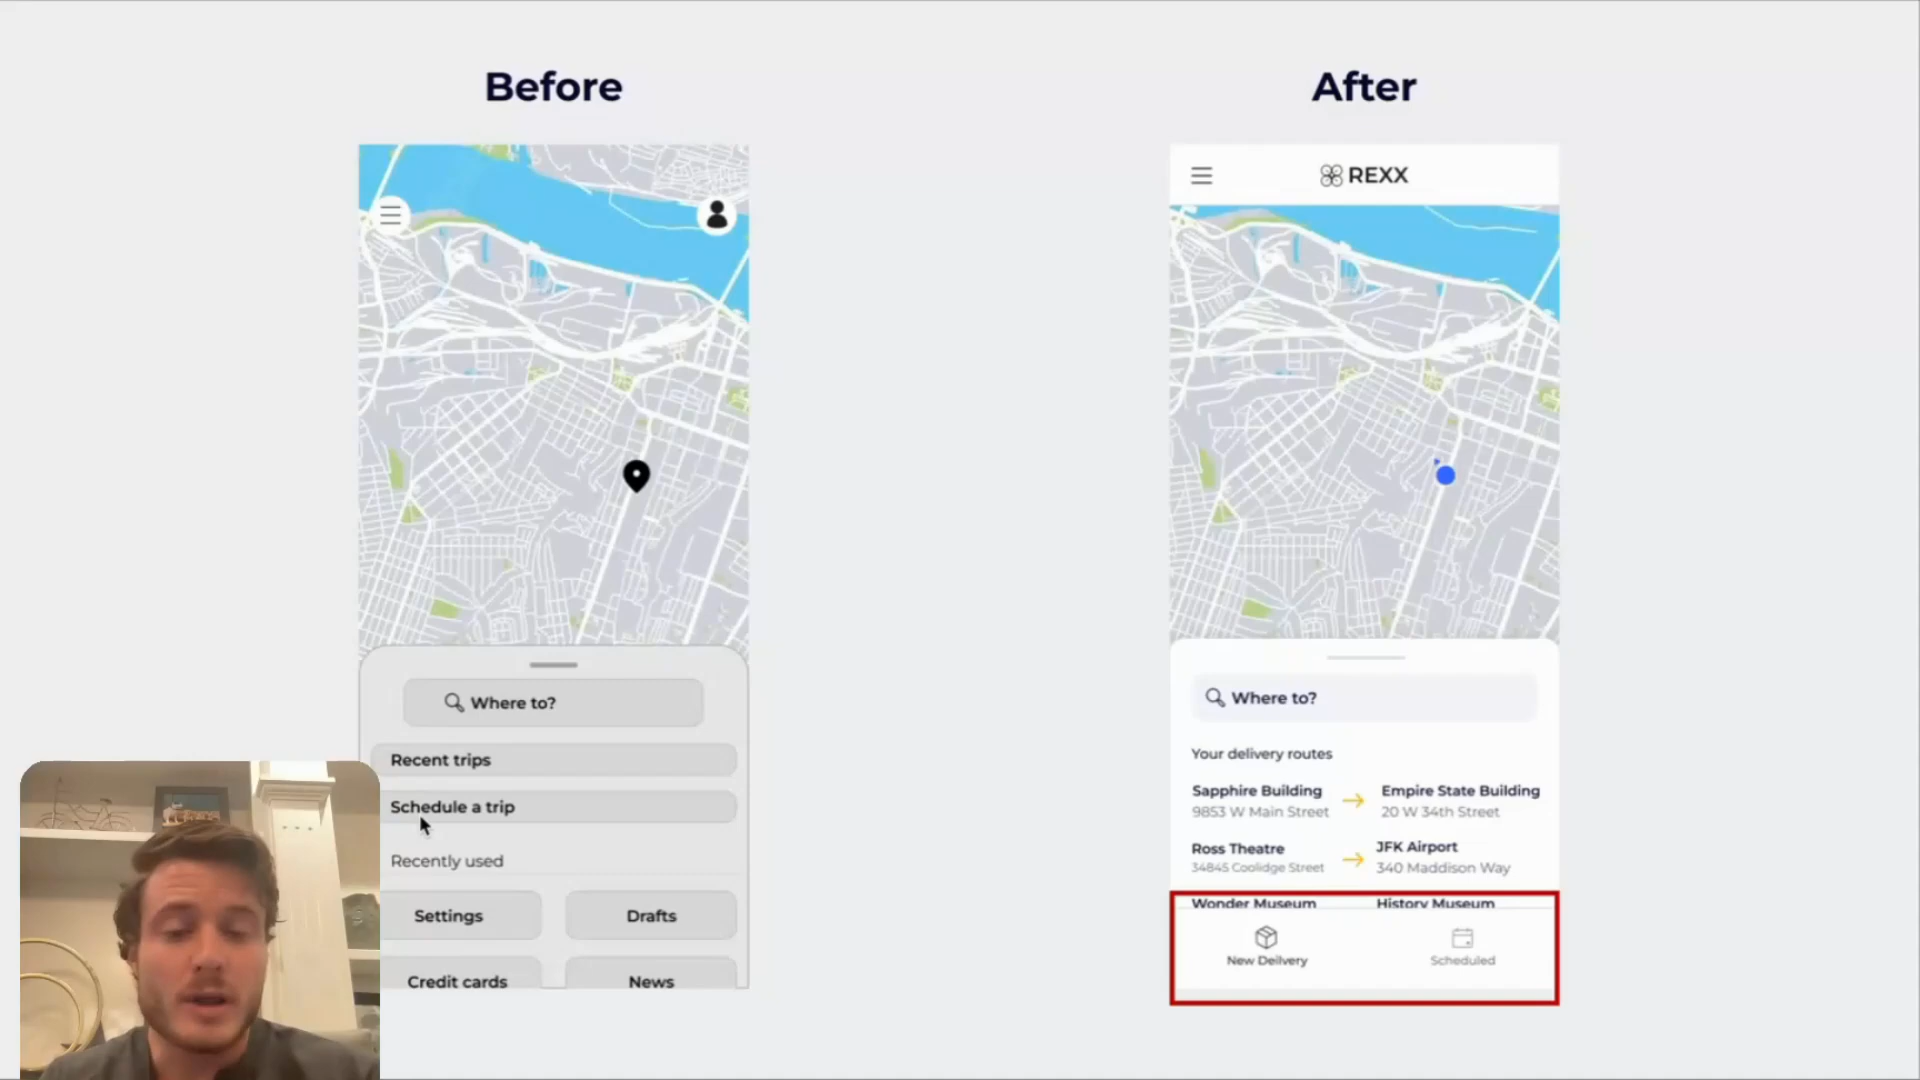 Before
Where to?
Recent trips
Schedule a trip
Recently used
Settings
Drafts
Credit cards
News
After
REXX
Where to?
Your delivery routes
Sapphire Building
9853 W Main Street
Empire State Building
20 W 34th Street
Ross Theatre
34845 Coolidge Street
JFK Airport
340 Maddison Way
Wonder Museum
History Museum
New Delivery
Scheduled